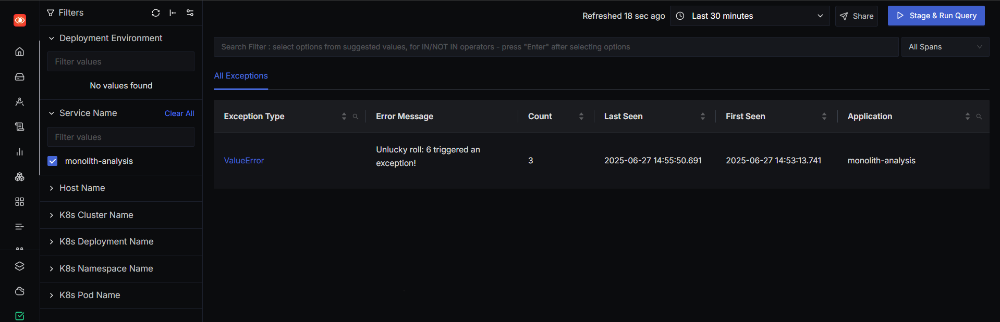 Filters
Refreshed 18 sec ago
Last 30 minutes
Share
Stage & Run Query
Deployment Environment
Filter values
No values found
Service Name
Clear All
Filter values
monolith-analysis
Host Name
K8s Cluster Name
K8s Deployment Name
K8s Namespace Name
K8s Pod Name
Search Filter : select options from suggested values, for IN/NOT IN operators - press "Enter" after selecting options
All Spans
All Exceptions
Exception Type Error Message Count Last Seen First Seen Application
ValueError
Unlucky roll: 6 triggered an
exception!
3
2025-06-27 14:55:50.691
2025-06-27 14:53:13.741
monolith-analysis